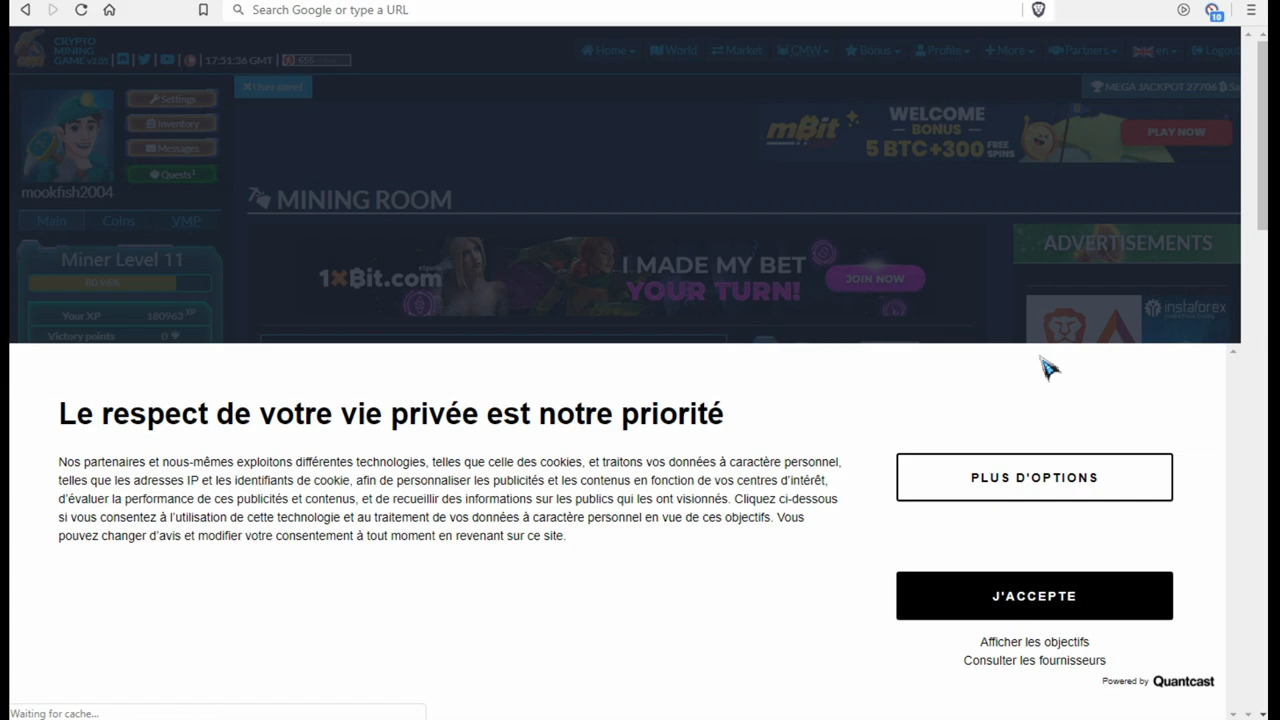 Search Google or type a URL
10
CRYPTO
MINING
GAME v2.05
17:51:36 GMT
655
Home
World
Market
CMW
Bonus
Profile
More
Partners
en
Logout
Settings
Inventory
Messages
Quests
mookfish2004
Main Coins VMP
Miner Level 11
80.95%
Your XP 180963 XP
Victory points 0
MEGA JACKPOT 27706
mBit
WELCOME
BONUS
5 BTC+300 FREE SPINS
PLAY NOW
MINING ROOM
1xBit.com
I MADE MY BET
YOUR TURN!
JOIN NOW
ADVERTISEMENTS
instaforex
Le respect de votre vie privée est notre priorité
Nos partenaires et nous-mêmes exploitons différentes technologies, telles que celle des cookies, et traitons vos données à caractère personnel,
telles que les adresses IP et les identifiants de cookie, afin de personnaliser les publicités et les contenus en fonction de vos centres d'intérêt,
d'évaluer la performance de ces publicités et contenus, et de recueillir des informations sur les publics qui les ont visionnés. Cliquez ci-dessous
si vous consentez à l'utilisation de cette technologie et au traitement de vos données à caractère personnel en vue de ces objectifs. Vous
pouvez changer d'avis et modifier votre consentement à tout moment en revenant sur ce site.
PLUS D'OPTIONS
J'ACCEPTE
Afficher les objectifs
Consulter les fournisseurs
Powered by Quantcast
Waiting for cache...